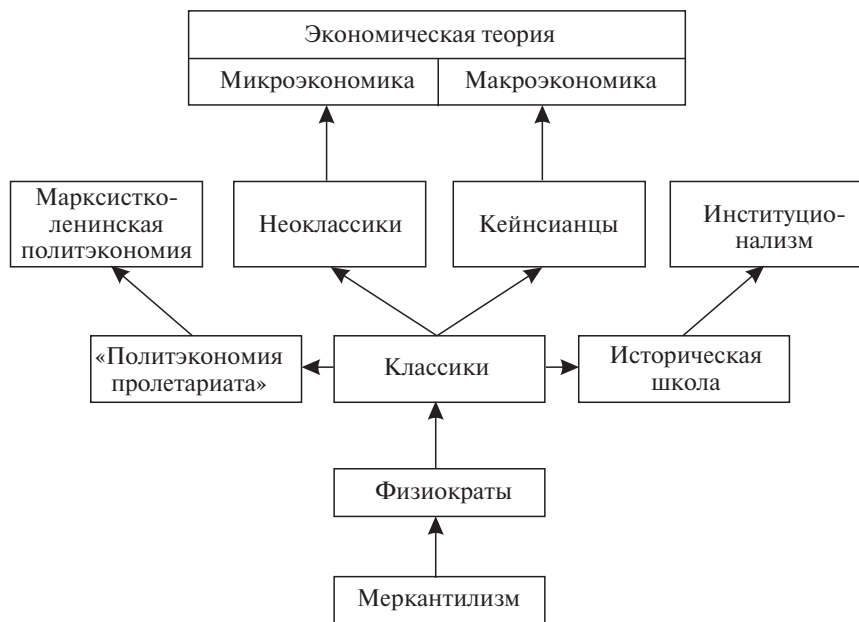 Экономическая теория
Микроэкономика
Макроэкономика
Марксистко-
ленинская
политэкономия
Неоклассики
Кейнсианцы
Институцио-
нализм
«Политэкономия
пролетариата»
Классики
Историческая
школа
Физиократы
Меркантилизм